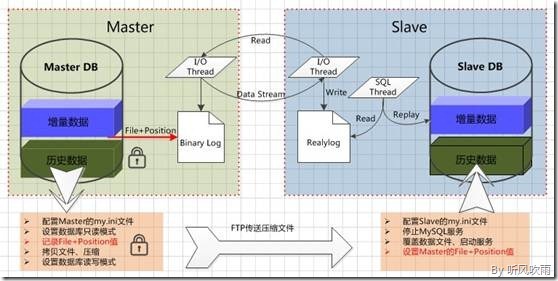 Master
Slave
Read
Master DB
I/O
Thread
I/O
Thread
SQL
Thread
Slave DB
Data Stream
Write
增量数据
File+Position
Binary Log
Realylog
Read
Replay
增量数据
历史数据
历史数据
配置Master的my.ini文件
设置数据库只读模式
记录File+Position值
拷贝文件、压缩
设置数据库读写模式
FTP传送压缩文件
配置Slave的my.ini文件
停止MySQL服务
覆盖数据文件、启动服务
设置Master的File+Position值
By 听风吹雨